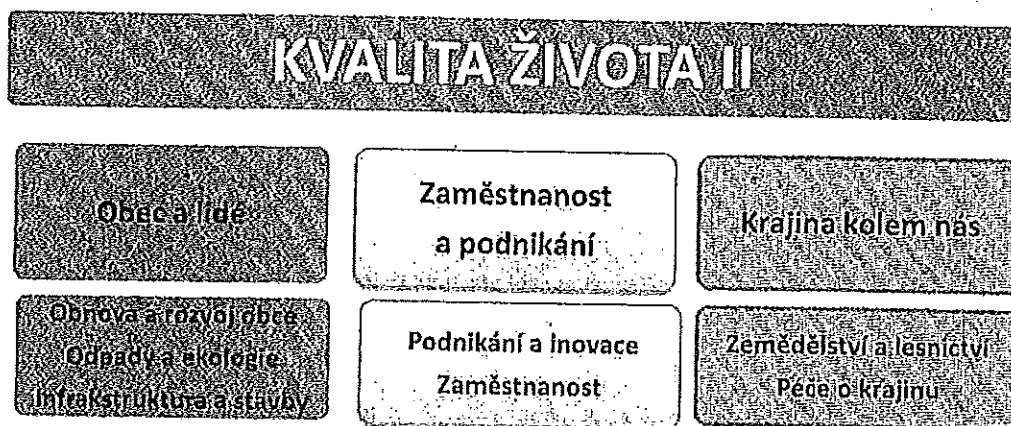 KVALITA ŽIVOTA II
Obec a lidé
Zaměstnanost
a podnikání
Krajina kolem nás
Obnova a rozvoj obce
Odpady a ekologie
Infrastruktura a stavby
Podnikání a inovace
Zaměstnanost
Zemědělství a lesnictví
Péče o krajinu